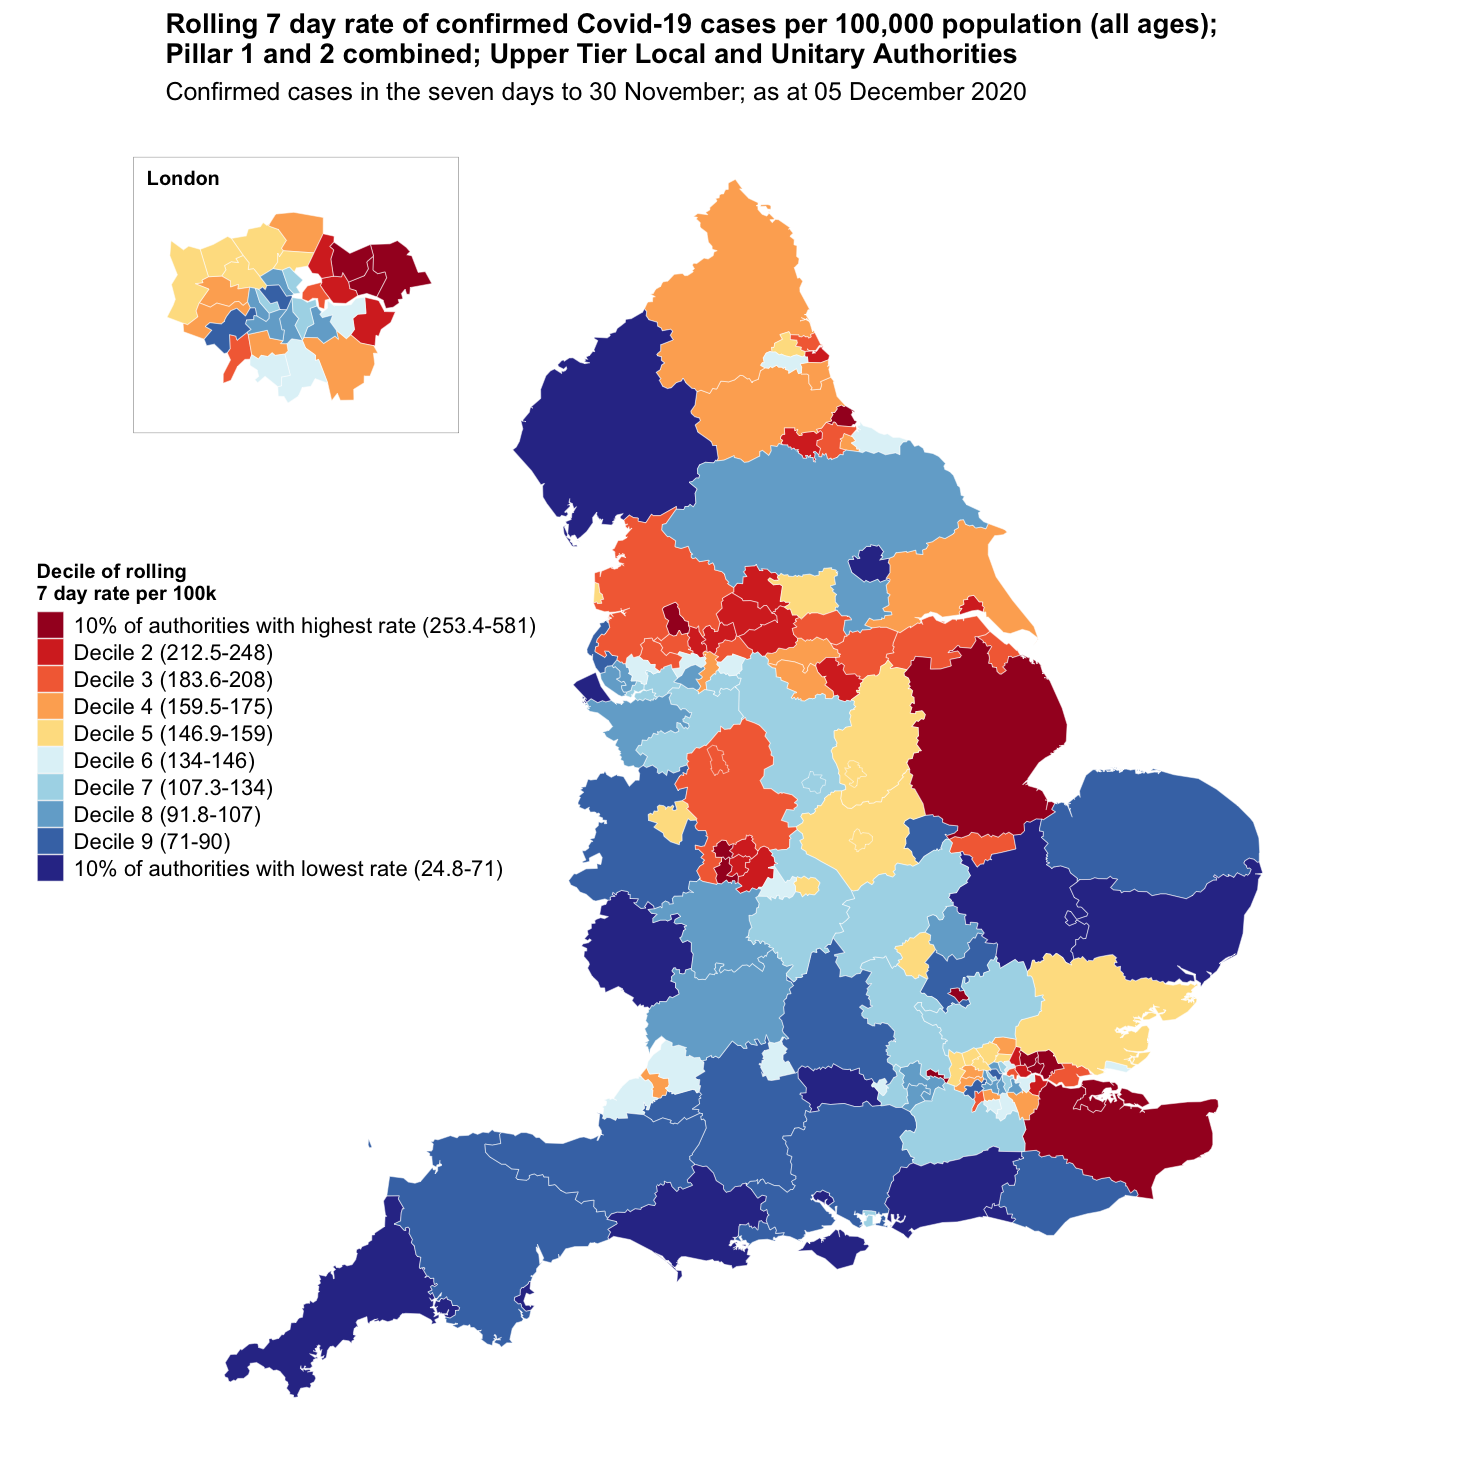 Rolling 7 day rate of confirmed Covid-19 cases per 100,000 population (all ages);
Pillar 1 and 2 combined; Upper Tier Local and Unitary Authorities
Confirmed cases in the seven days to 30 November; as at 05 December 2020
London
Decile of rolling
7 day rate per 100k
10% of authorities with highest rate (253.4-581)
Decile 2 (212.5-248)
Decile 3 (183.6-208)
Decile 4 (159.5-175)
Decile 5 (146.9-159)
Decile 6 (134-146)
Decile 7 (107.3-134)
Decile 8 (91.8-107)
Decile 9 (71-90)
10% of authorities with lowest rate (24.8-71)